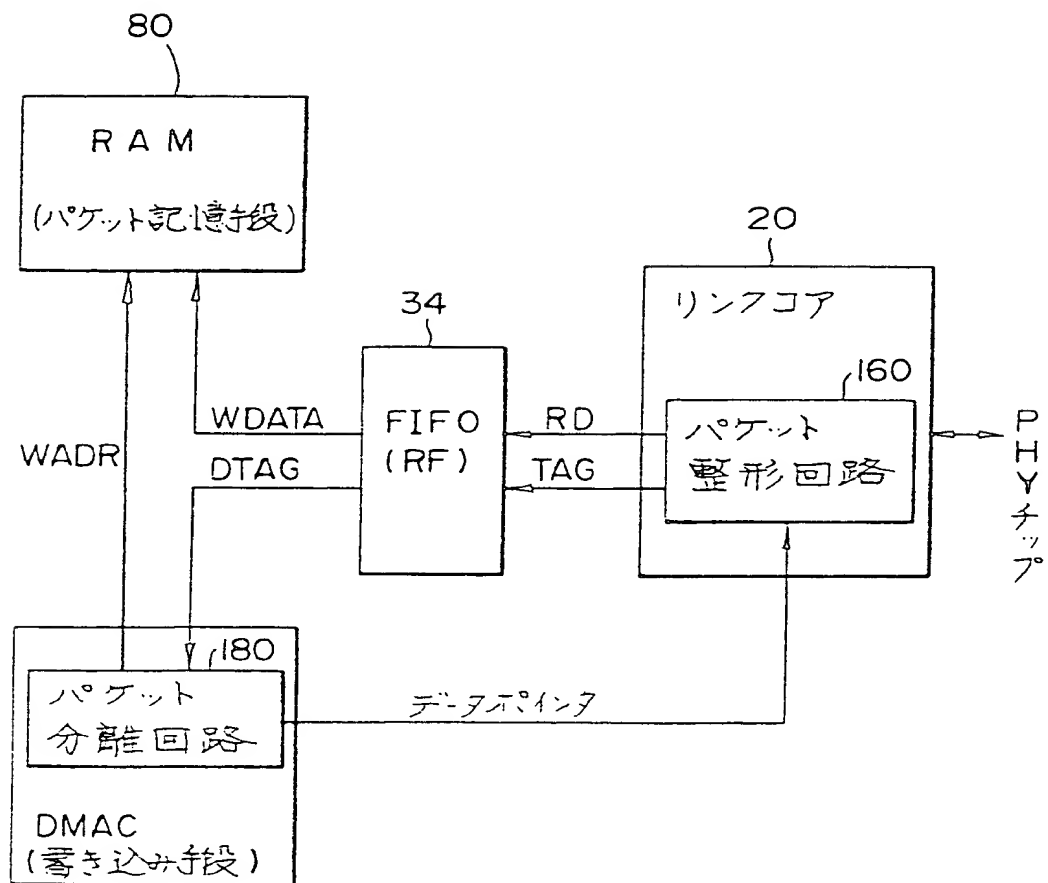 80
RAM
(パケット記憶手段)
20
リンクコア
34
160
WDATA
FIFO
RD
パケット
WADR
DTAG
(RF)
TAG
整形回路
PHYチップ
180
パケット
分離回路
データポインタ
DMAC
(書き込み手段)